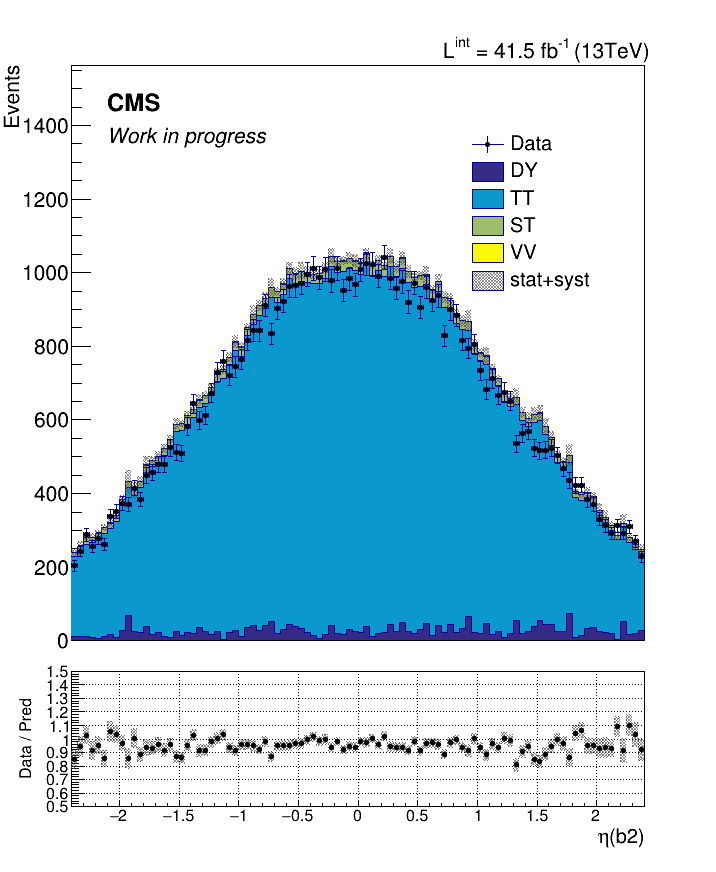 L^int = 41.5 fb^-1 (13TeV)
Events
CMS
Work in progress
Data
DY
TT
ST
VV
stat+syst
1400
1200
1000
800
600
400
200
0
Data / Pred
1.5
1.4
1.3
1.2
1.1
1
0.9
0.8
0.7
0.6
0.5
−2 −1.5 −1 −0.5 0 0.5 1 1.5 2
η(b2)